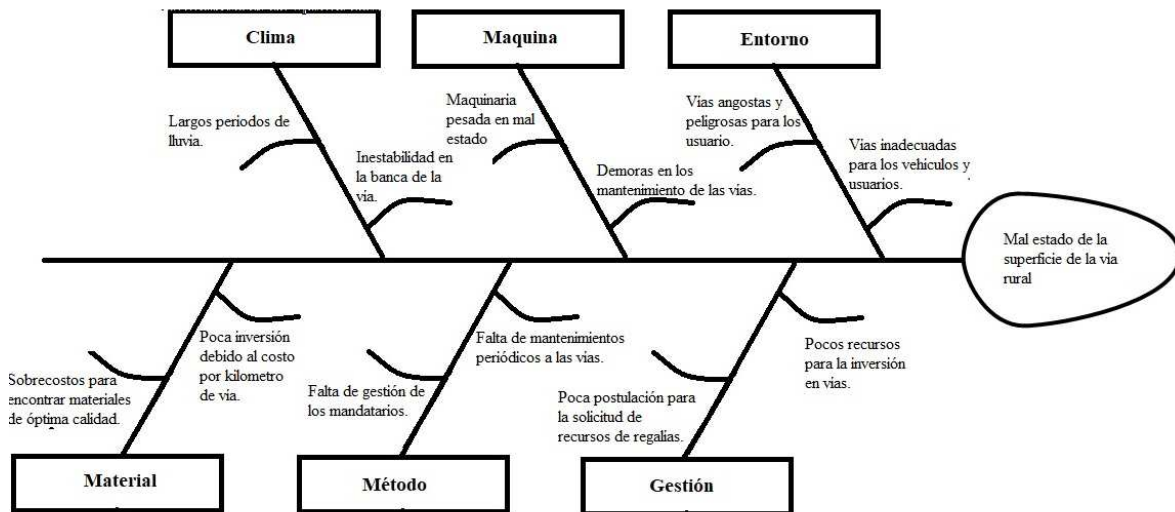 Clima
Maquina
Entorno
Largos periodos de
lluvia.
Inestabilidad en
la banca de la
via.
Maquinaria
pesada en mal
estado
Demoras en los
mantenimiento de las vias.
Vias angostas y
peligrosas para los
usuario.
Vias inadecuadas
para los vehiculos y
usuarios.
Mal estado de la
superficie de la via
rural
Sobrecostos para
encontrar materiales
de óptima calidad.
Poca inversión
debido al costo
por kilometro
de via.
Falta de gestión de
los mandatarios.
Falta de mantenimientos
periódicos a las vias.
Poca postulación para
la solicitud de
recursos de regalias.
Pocos recursos
para la inversión
en vias.
Material
Método
Gestión